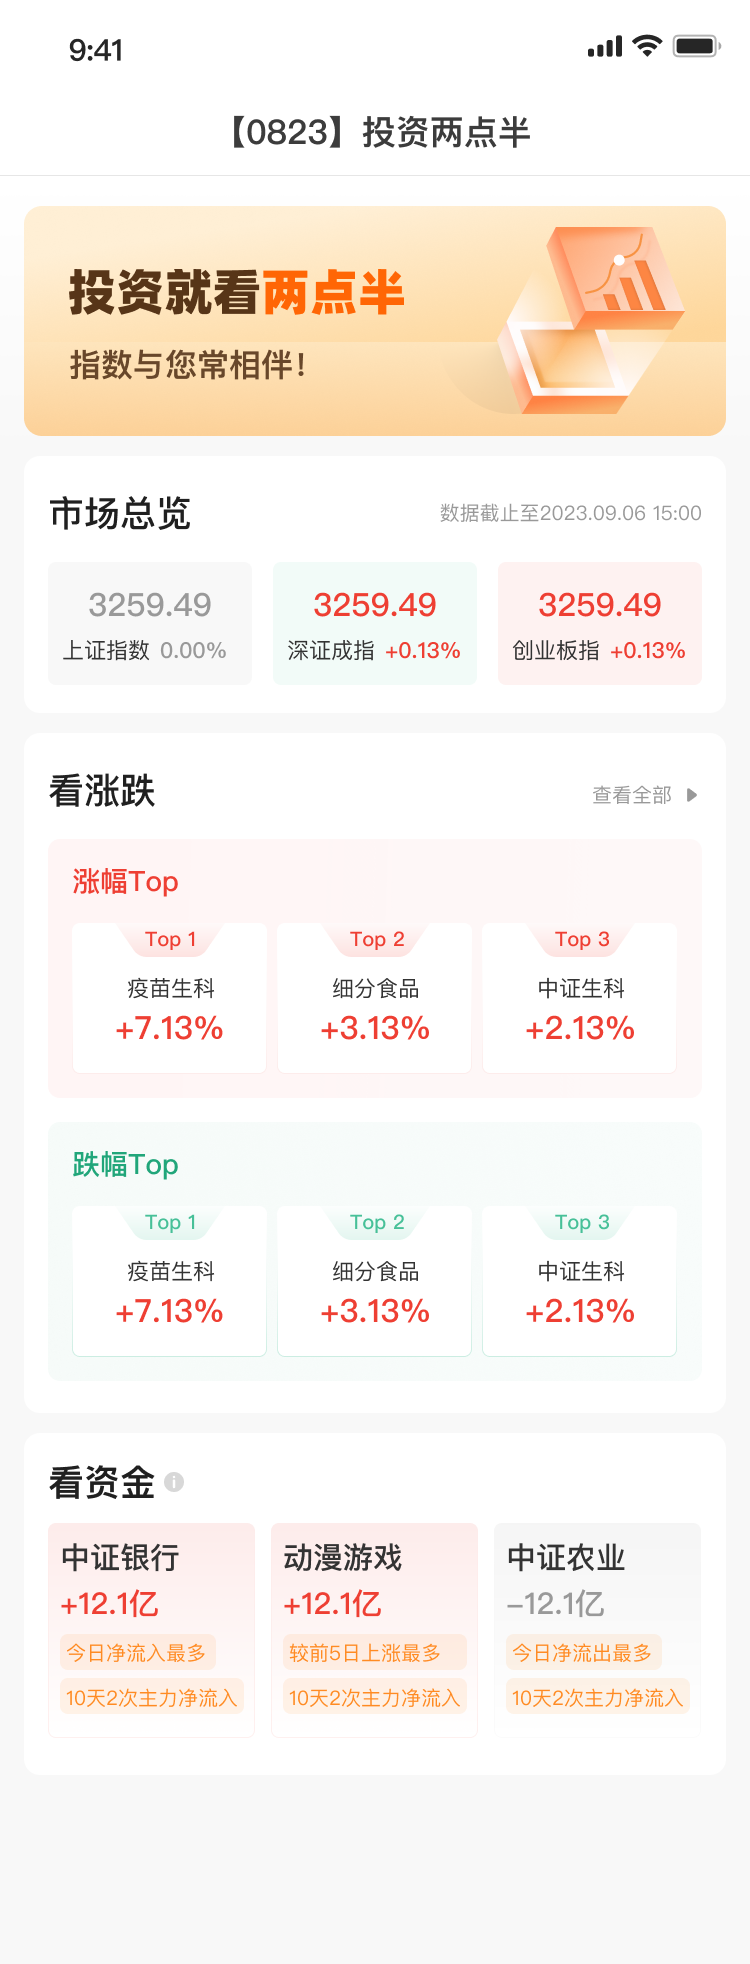 9:41
【0823】投资两点半
投资就看两点半
指数与您常相伴！
市场总览
数据截止至2023.09.06 15:00
3259.49
上证指数 0.00%
3259.49
深证成指 +0.13%
3259.49
创业板指 +0.13%
看涨跌
查看全部
涨幅Top
Top 1
疫苗生科
+7.13%
Top 2
细分食品
+3.13%
Top 3
中证生科
+2.13%
跌幅Top
Top 1
疫苗生科
+7.13%
Top 2
细分食品
+3.13%
Top 3
中证生科
+2.13%
看资金
中证银行
+12.1亿
今日净流入最多
10天2次主力净流入
动漫游戏
+12.1亿
较前5日上涨最多
10天2次主力净流入
中证农业
–12.1亿
今日净流出最多
10天2次主力净流入